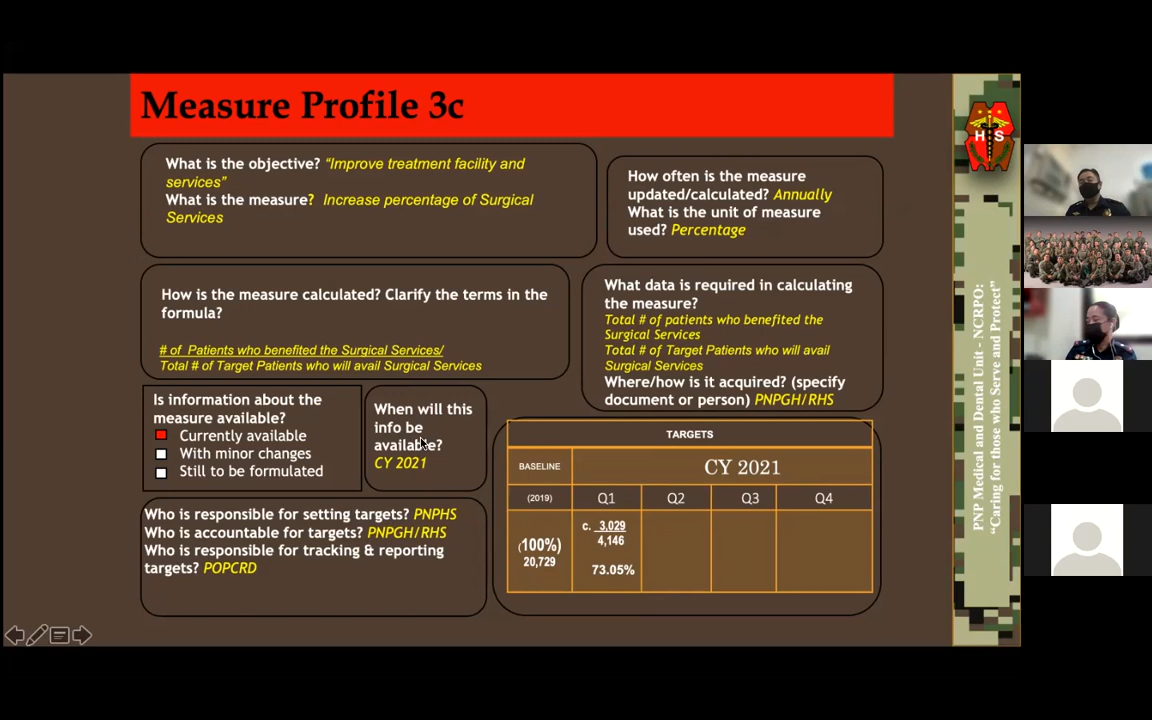 Measure Profile 3c
What is the objective? “Improve treatment facility and
services”
What is the measure? Increase percentage of Surgical
Services
How often is the measure
updated/calculated? Annually
What is the unit of measure
used? Percentage
How is the measure calculated? Clarify the terms in the
formula?
# of Patients who benefited the Surgical Services/
Total # of Target Patients who will avail Surgical Services
What data is required in calculating
the measure?
Total # of patients who benefited the
Surgical Services
Total # of Target Patients who will avail
Surgical Services
Where/how is it acquired? (specify
document or person) PNPGH/RHS
Is information about the
measure available?
Currently available
With minor changes
Still to be formulated
When will this
info be
available?
CY 2021
Who is responsible for setting targets? PNPHS
Who is accountable for targets? PNPGH/RHS
Who is responsible for tracking & reporting
targets? POPCRD
TARGETS
BASELINE
CY 2021
(2019)
Q1
Q2
Q3
Q4
(100%)
20,729
c. 3,029
4,146
73.05%
H S
PNP Medical and Dental Unit - NCRPO:
“Caring for those who Serve and Protect”